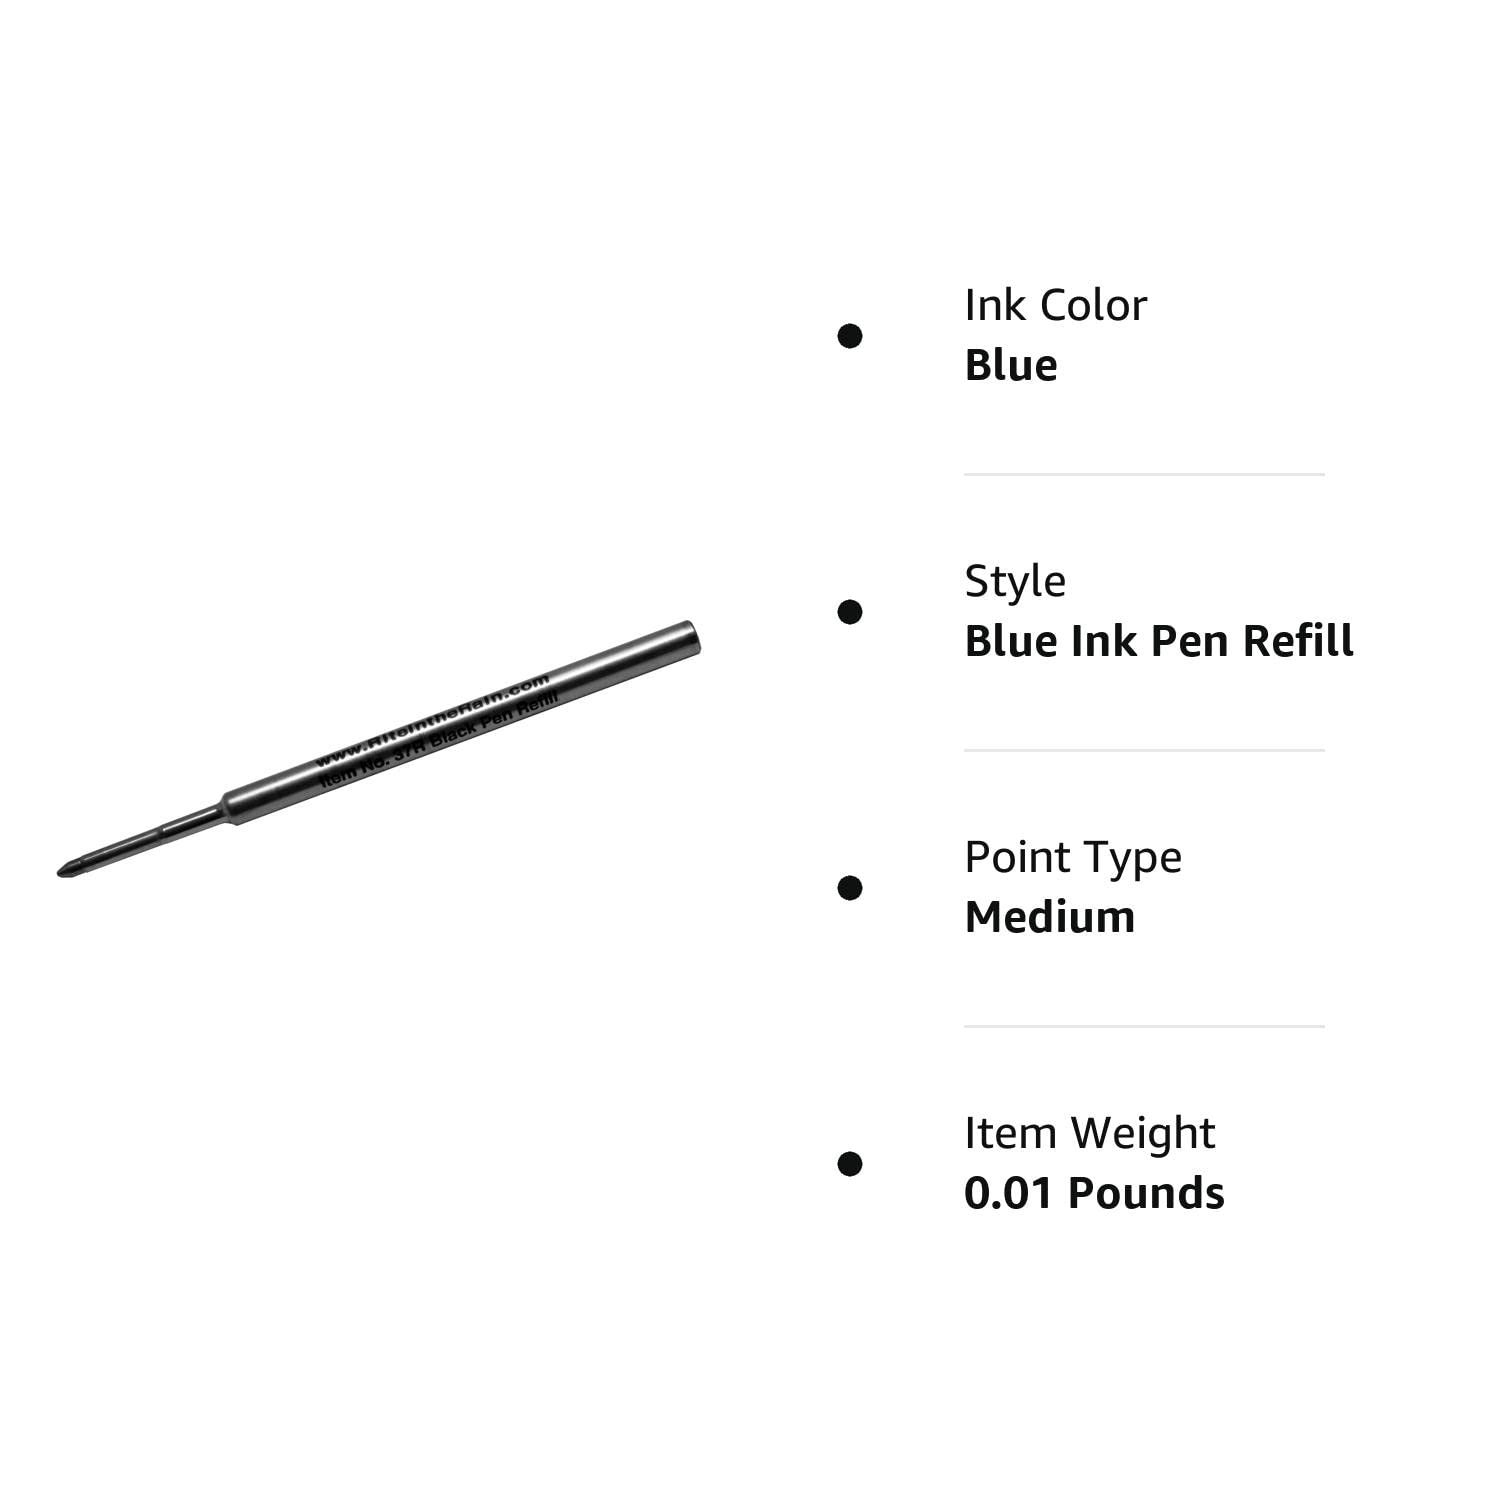 www.RiteintheRain.com
Item No. 37R Black Pen Refill
Ink Color
Blue
Style
Blue Ink Pen Refill
Point Type
Medium
Item Weight
0.01 Pounds